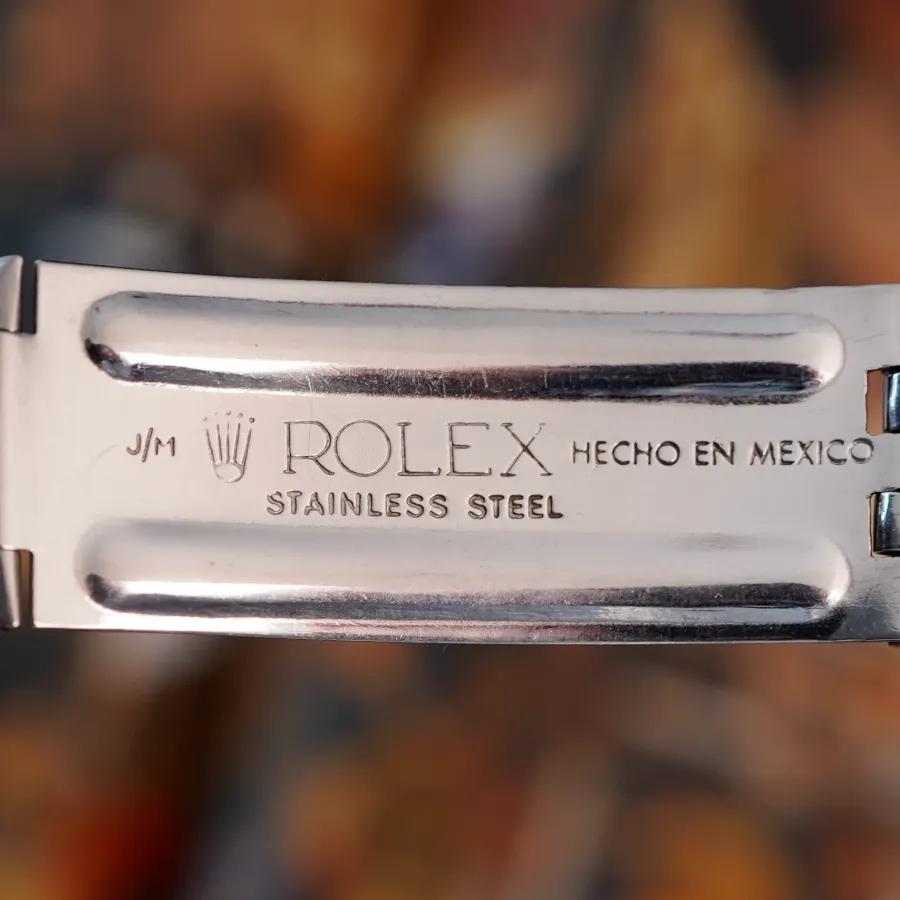 J/M ROLEX HECHO EN MEXICO
STAINLESS STEEL